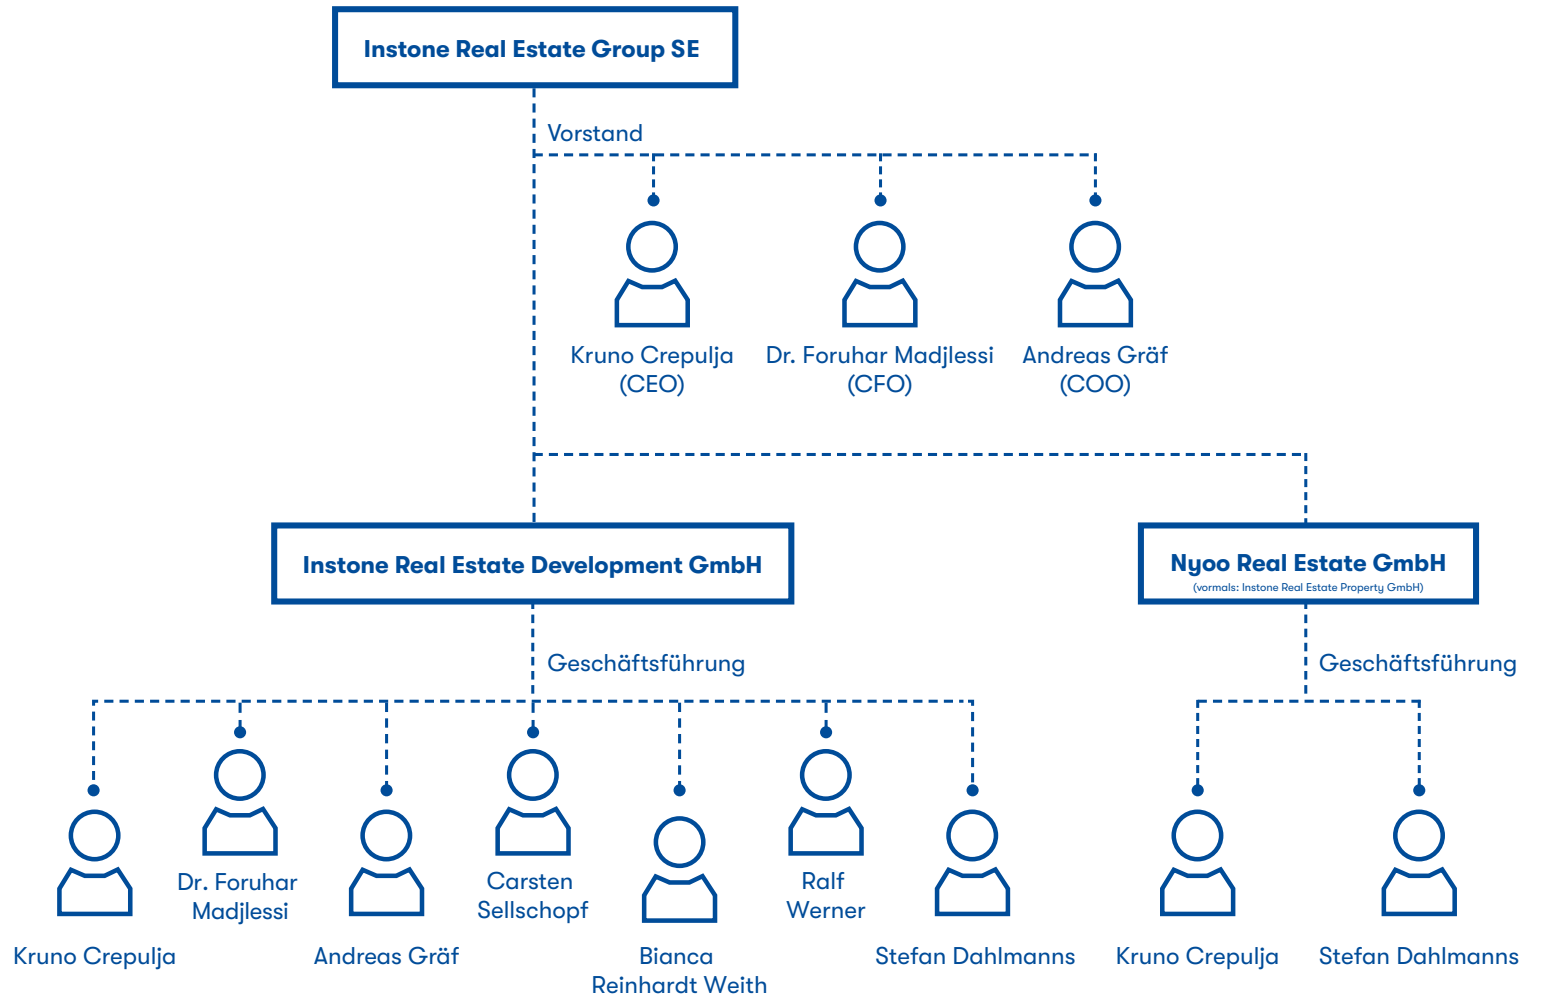 Instone Real Estate Group SE
Vorstand
Kruno Crepulja
(CEO)
Dr. Foruhar Madjlessi
(CFO)
Andreas Gräf
(COO)
Instone Real Estate Development GmbH
Nyoo Real Estate GmbH
(vormals: Instone Real Estate Property GmbH)
Geschäftsführung
Geschäftsführung
Kruno Crepulja
Dr. Foruhar
Madjlessi
Andreas Gräf
Carsten
Sellschopf
Bianca
Reinhardt Weith
Ralf
Werner
Stefan Dahlmanns
Kruno Crepulja
Stefan Dahlmanns